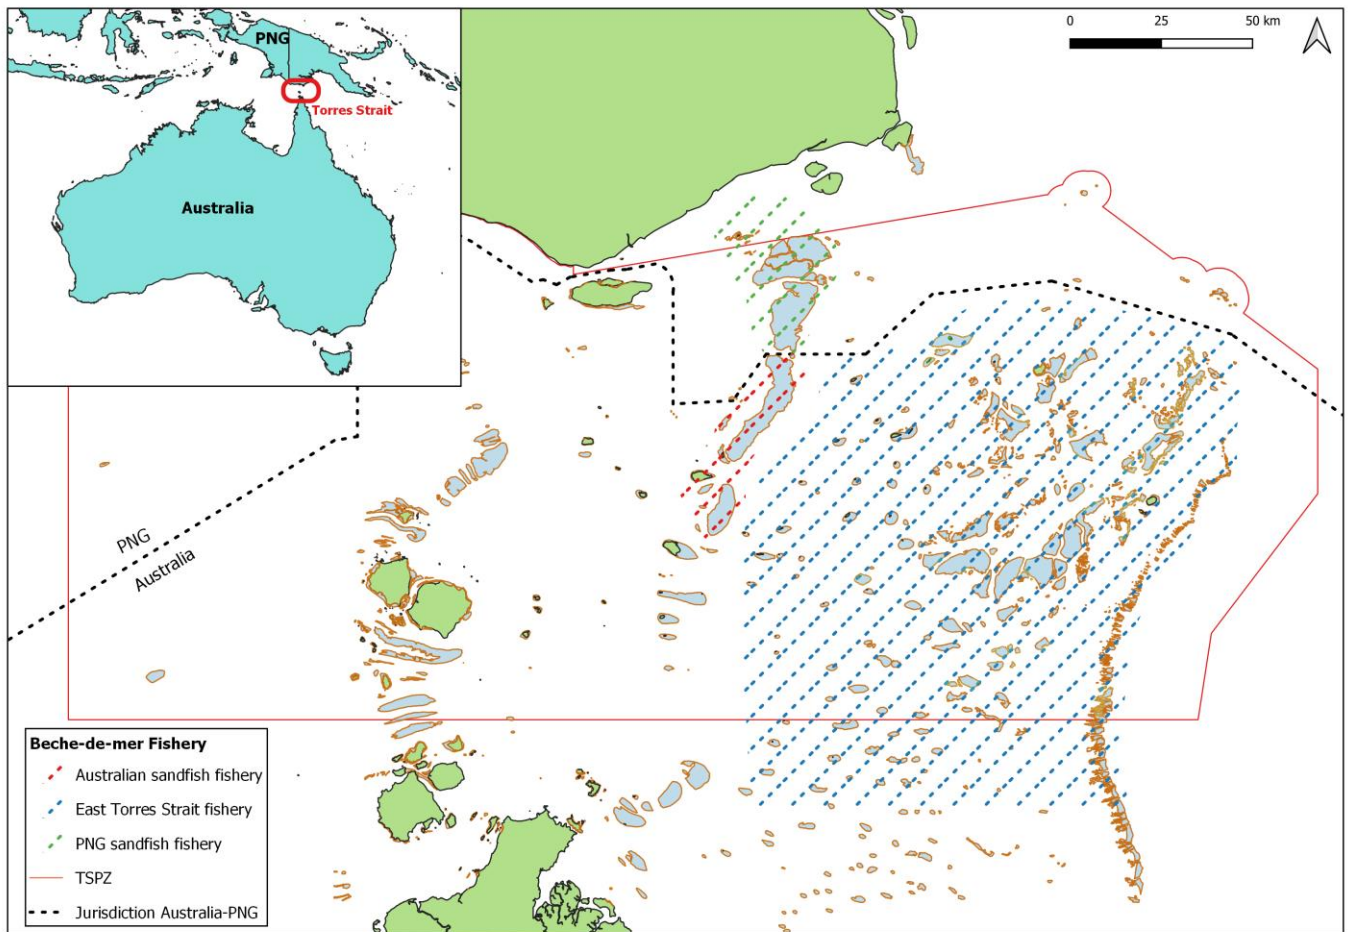 PNG
Torres Strait
Australia
0 25 50 km
PNG
Australia
Beche-de-mer Fishery
Australian sandfish fishery
East Torres Strait fishery
PNG sandfish fishery
TSPZ
Jurisdiction Australia-PNG